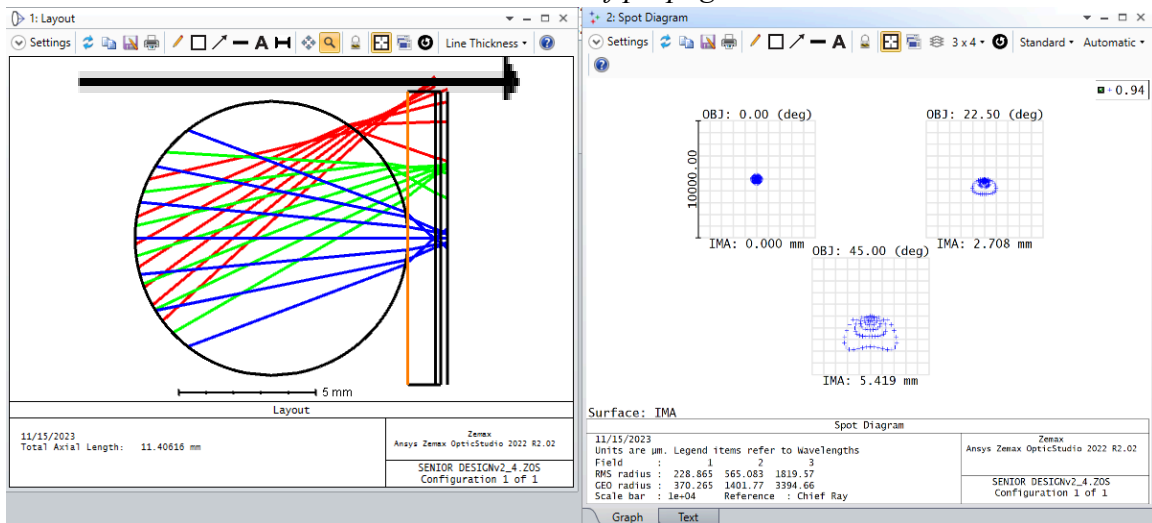 1: Layout
Settings
Line Thickness
5 mm
Layout
11/15/2023
Total Axial Length: 11.40616 mm
Zemax
Ansys Zemax OpticStudio 2022 R2.02
SENIOR DESIGNv2_4.ZOS
Configuration 1 of 1
2: Spot Diagram
Settings
3 x 4
Standard
Automatic
+ 0.94
OBJ: 0.00 (deg)
OBJ: 22.50 (deg)
10000.00
IMA: 0.000 mm
IMA: 2.708 mm
OBJ: 45.00 (deg)
IMA: 5.419 mm
Surface: IMA
Spot Diagram
11/15/2023
Units are µm. Legend items refer to Wavelengths
Field : 1 2 3
RMS radius : 228.865 565.083 1819.57
GEO radius : 370.265 1401.77 3394.66
Scale bar : 1e+04 Reference : Chief Ray
Zemax
Ansys Zemax OpticStudio 2022 R2.02
SENIOR DESIGNv2_4.ZOS
Configuration 1 of 1
Graph
Text